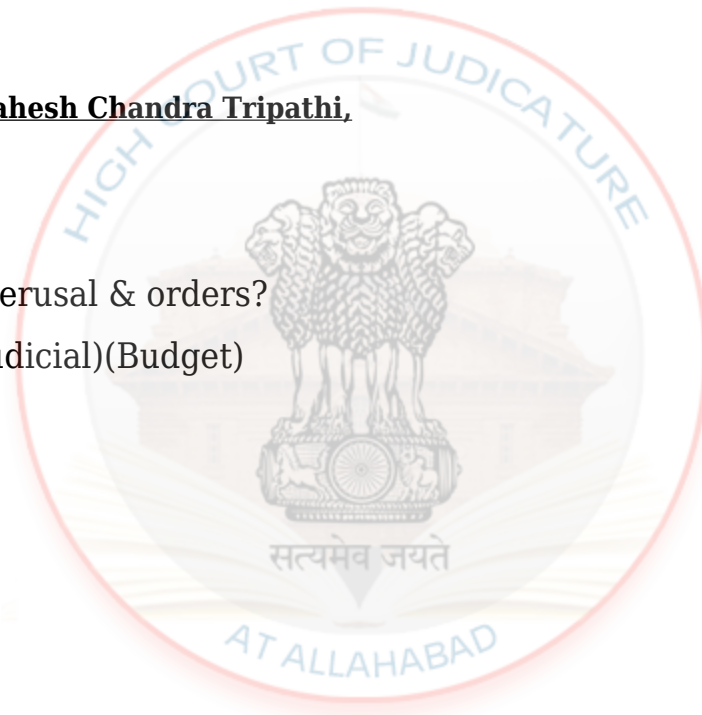 HIGH COURT OF JUDICATURE
ahesh Chandra Tripathi,
erusal & orders?
dicial)(Budget)
सत्यमेव जयते
AT ALLAHABAD